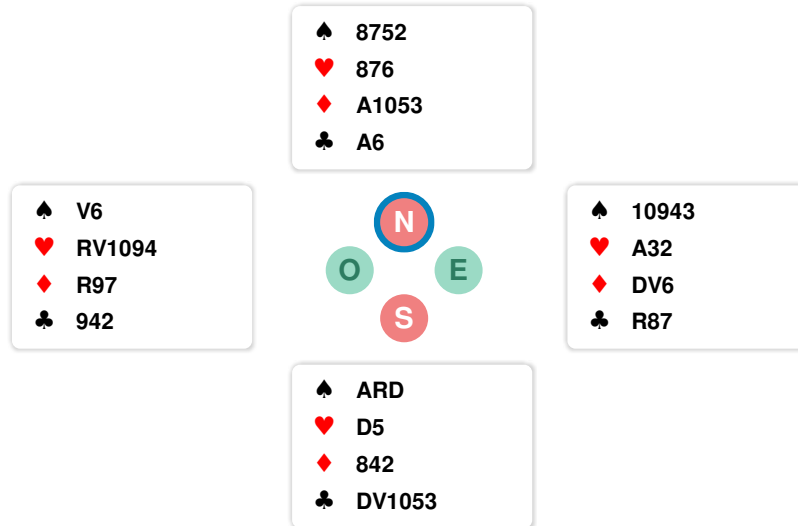 ♠ 8752
♥ 876
♦ A1053
♣ A6
♠ V6
♥ RV1094
♦ R97
♣ 942
N
O E
S
♠ 10943
♥ A32
♦ DV6
♣ R87
♠ ARD
♥ D5
♦ 842
♣ DV1053